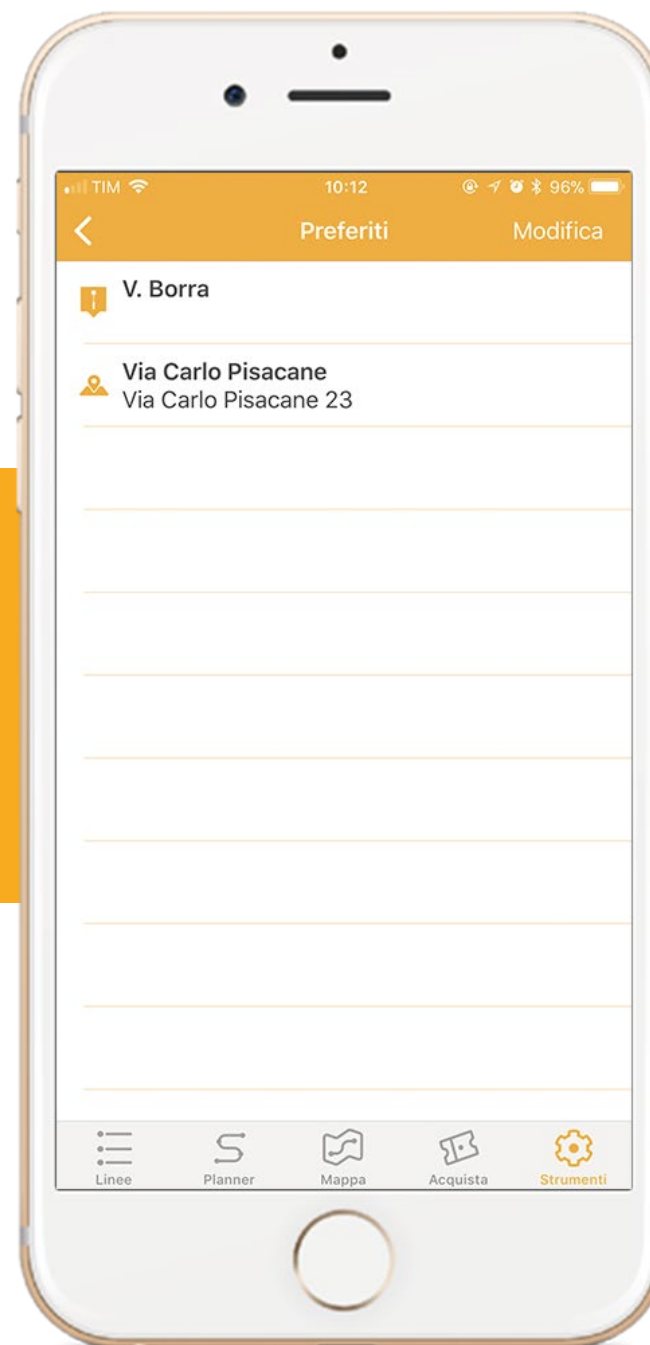 TIM 10:12 96%
Preferiti Modifica
V. Borra
Via Carlo Pisacane
Via Carlo Pisacane 23
Linee Planner Mappa Acquista Strumenti